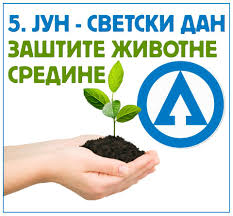 5. ЈУН - СВЕТСКИ ДАН
ЗАШТИТЕ ЖИВОТНЕ
СРЕДИНЕ